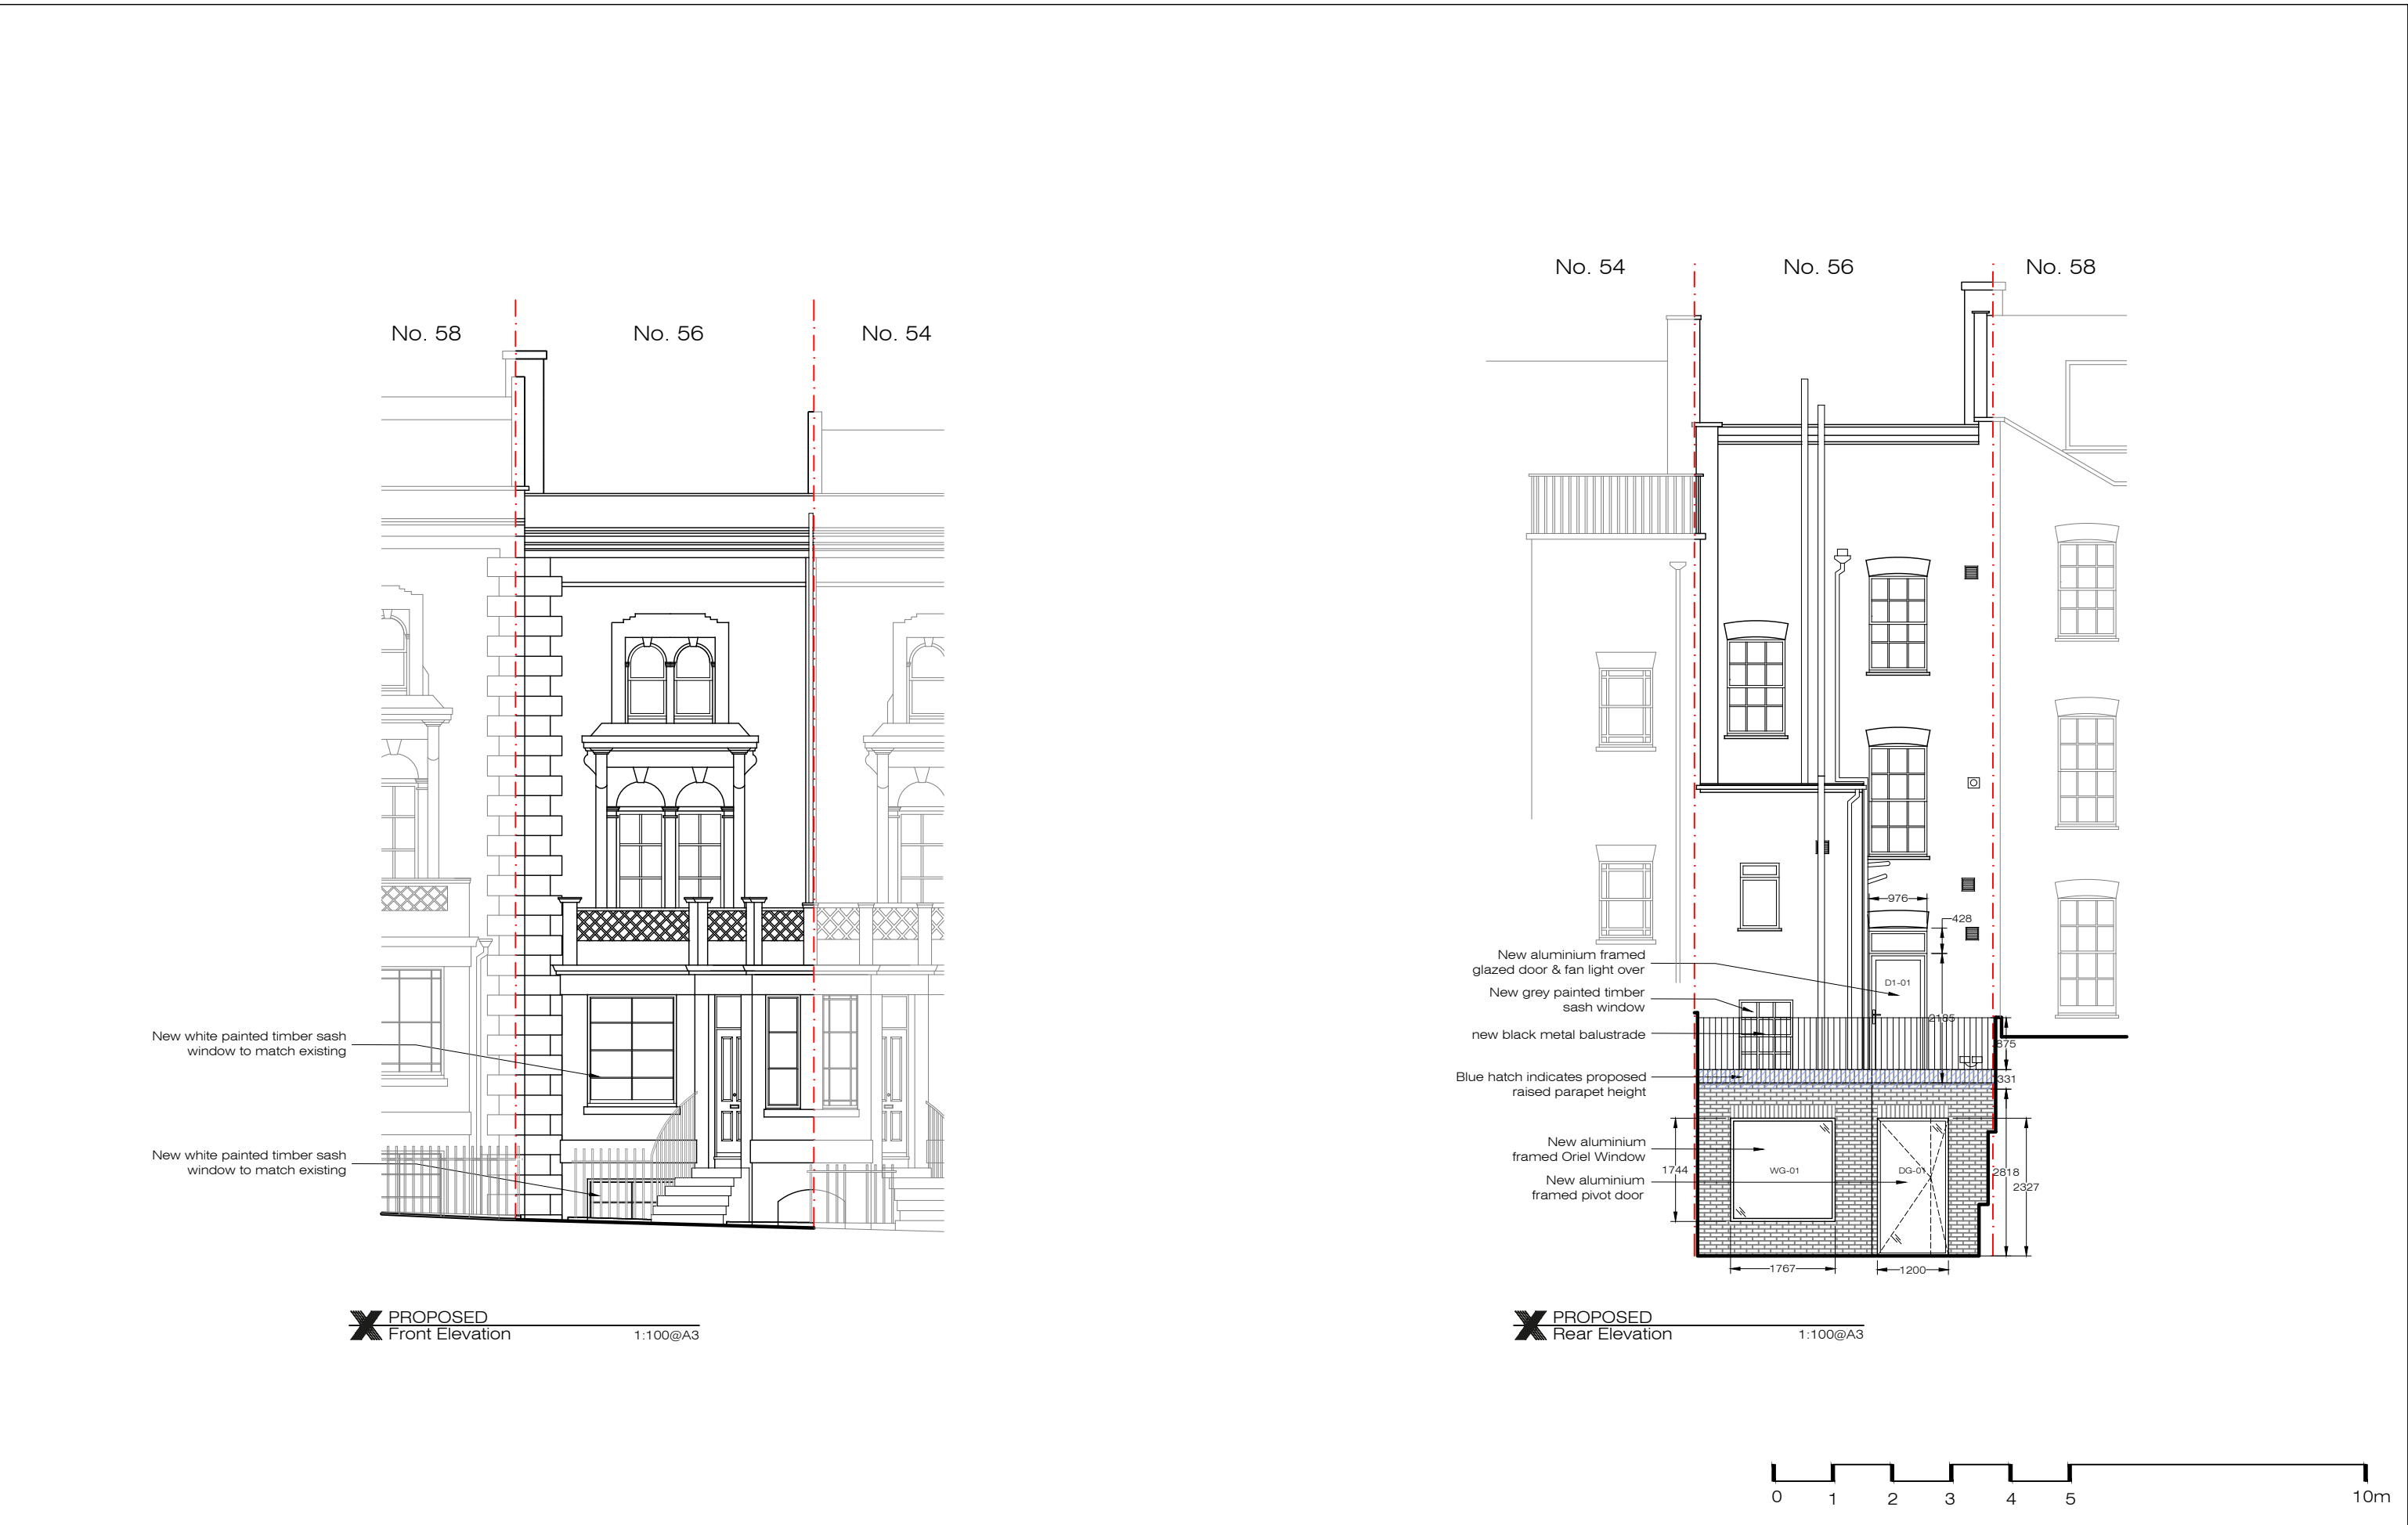 No. 58
No. 56
No. 54
New white painted timber sash
window to match existing
New white painted timber sash
window to match existing
PROPOSED
Front Elevation
1:100@A3
No. 54
No. 56
No. 58
976
428
New aluminium framed
glazed door & fan light over
D1-01
New grey painted timber
sash window
2185
new black metal balustrade
875
Blue hatch indicates proposed
raised parapet height
331
New aluminium
framed Oriel Window
1744
WG-01
DG-01
2818
New aluminium
framed pivot door
2327
1767
1200
PROPOSED
Rear Elevation
1:100@A3
0 1 2 3 4 5 10m